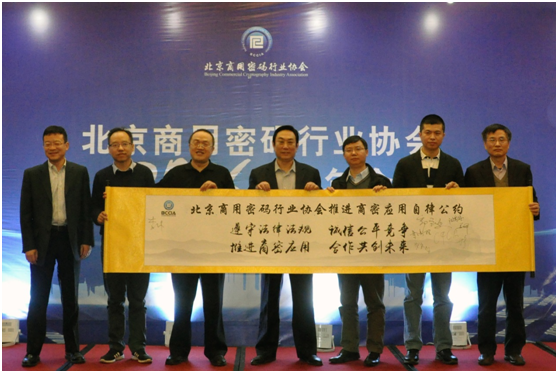 北京商用密码行业协会
Beijing Commercial Cryptography Industry Association
北京商用密码行业协会
BCCIA
北京商用密码行业协会推进商密应用自律公约
遵守法律法规 诚信公平竞争
推进商密应用 合作共创未来